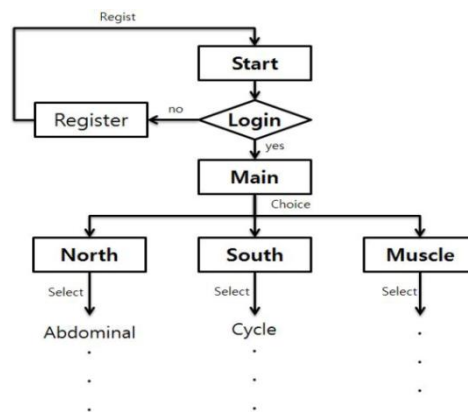 Regist
Start
Register
no
Login
yes
Main
Choice
North
South
Muscle
Select
Select
Select
Abdominal
Cycle